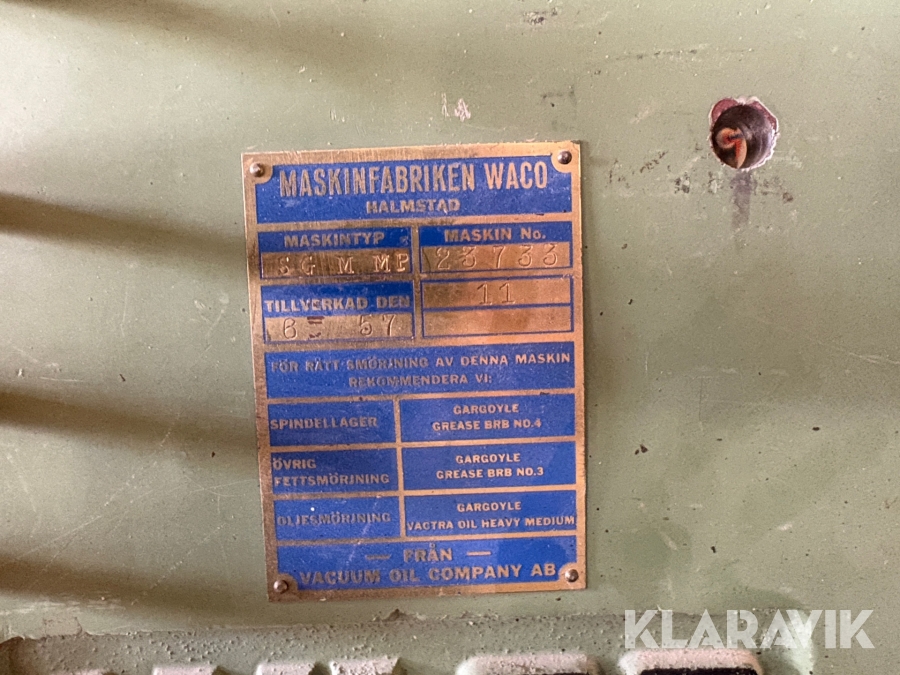 MASKINFABRIKEN WACO
HALMSTAD
MASKINTYP
SG M MP
MASKIN No.
23733
11
TILLVERKAD DEN
6 = 57
FÖR RÄTT SMÖRJNING AV DENNA MASKIN
REKOMMENDERA VI:
SPINDELLAGER
GARGOYLE
GREASE BRB NO.4
ÖVRIG
FETTSMÖRJNING
GARGOYLE
GREASE BRB NO.3
OLJESMÖRJNING
GARGOYLE
VACTRA OIL HEAVY MEDIUM
— FRÅN —
VACUUM OIL COMPANY AB
KLARAVIK